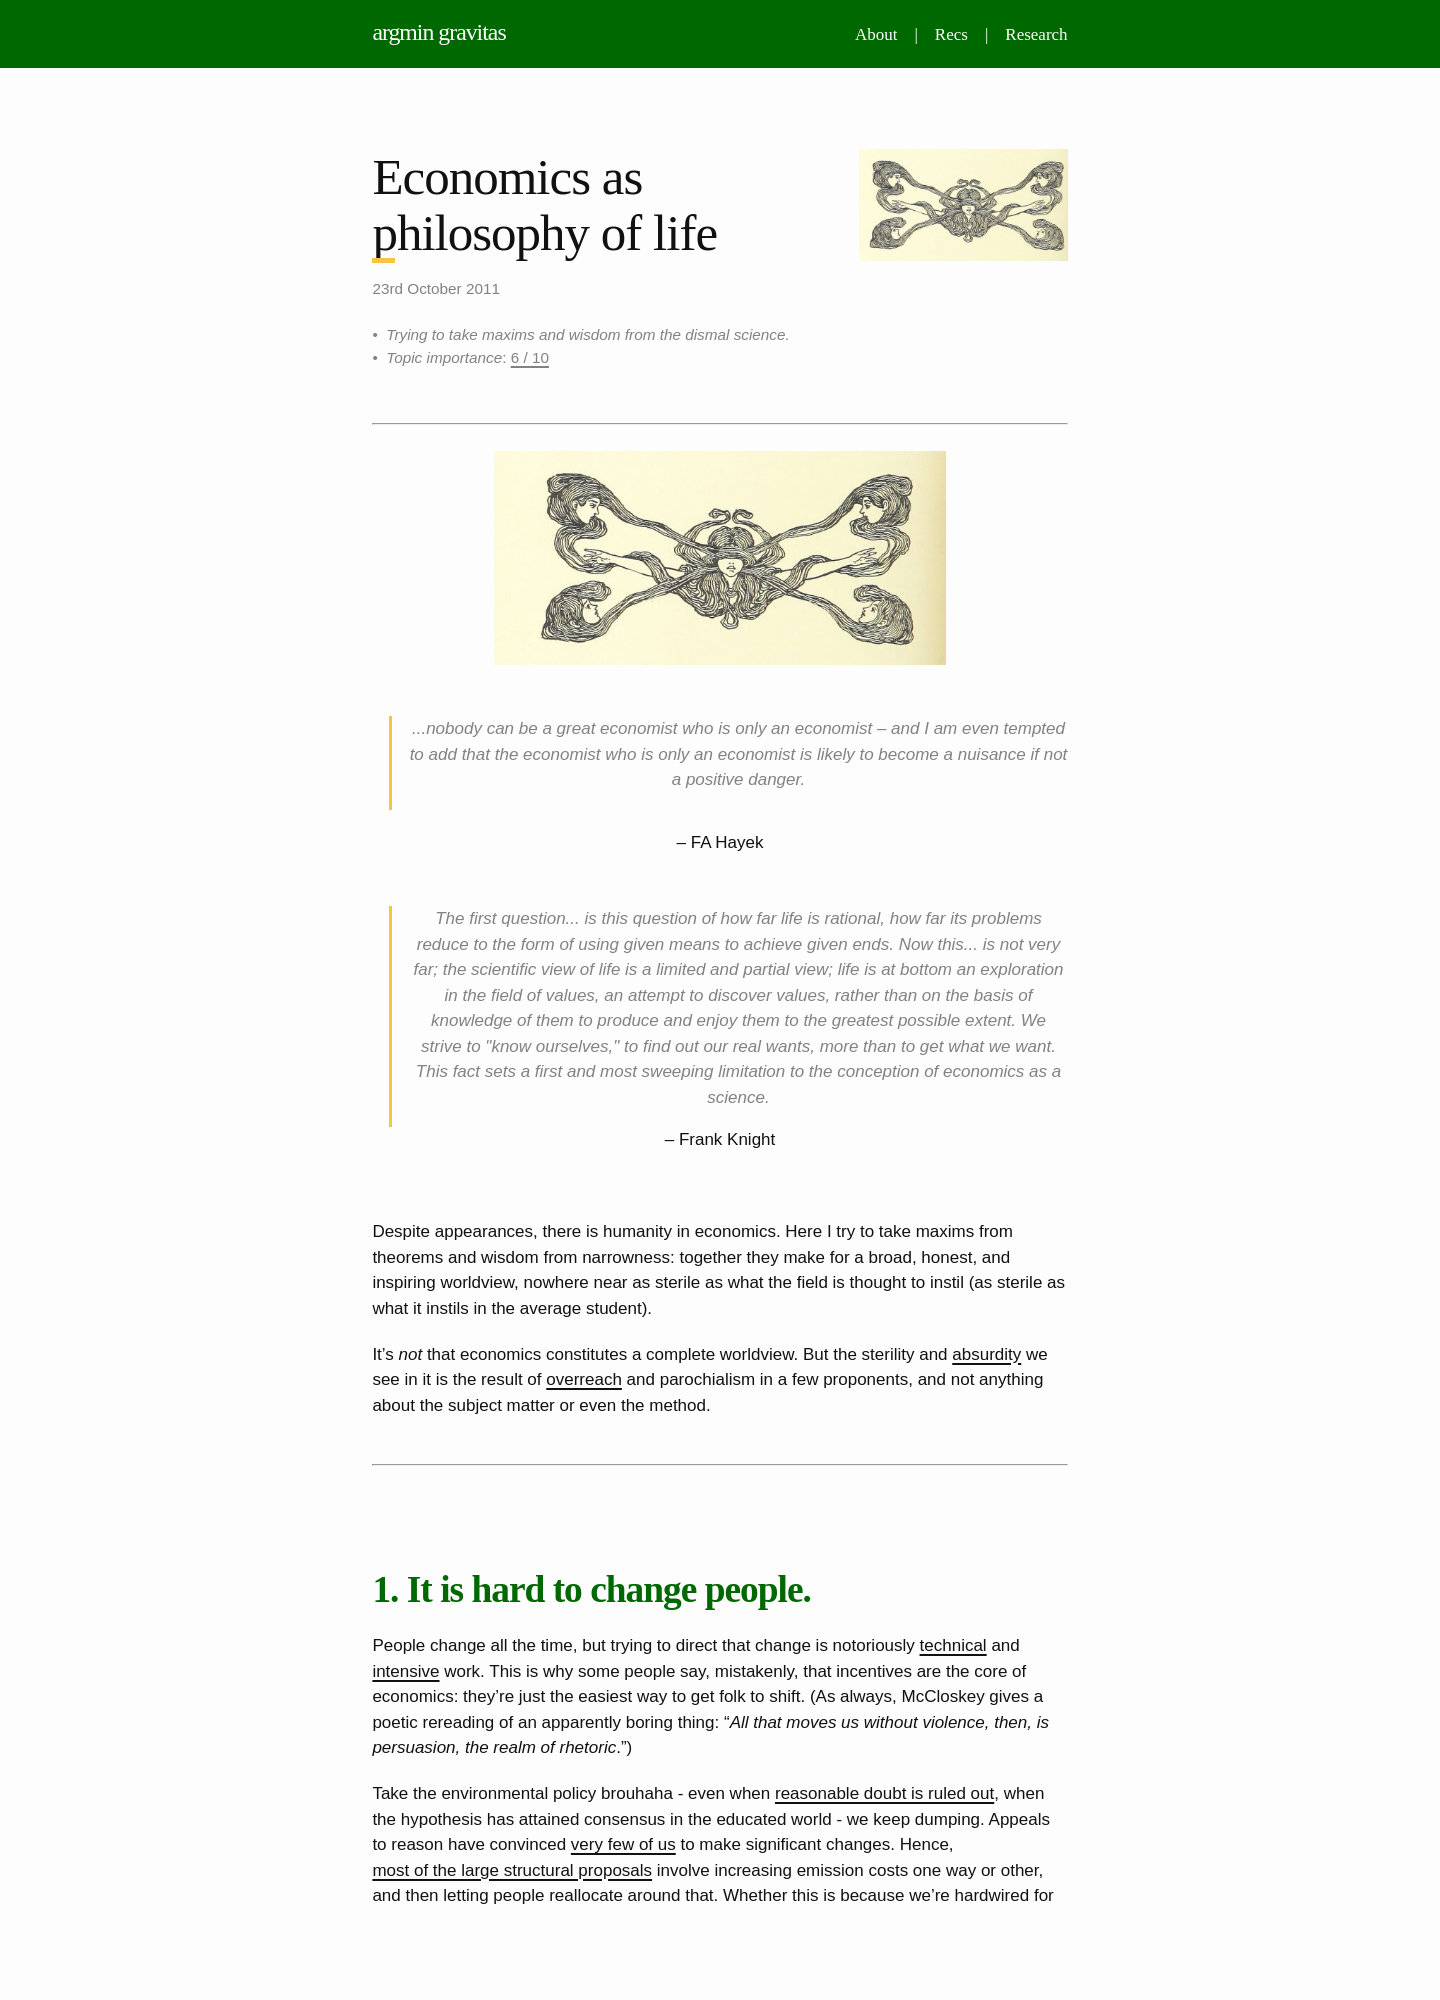 argmin gravitas
About | Recs | Research
Economics as
philosophy of life
23rd October 2011
• Trying to take maxims and wisdom from the dismal science.
• Topic importance: 6 / 10
...nobody can be a great economist who is only an economist – and I am even tempted
to add that the economist who is only an economist is likely to become a nuisance if not
a positive danger.
– FA Hayek
The first question... is this question of how far life is rational, how far its problems
reduce to the form of using given means to achieve given ends. Now this... is not very
far; the scientific view of life is a limited and partial view; life is at bottom an exploration
in the field of values, an attempt to discover values, rather than on the basis of
knowledge of them to produce and enjoy them to the greatest possible extent. We
strive to "know ourselves," to find out our real wants, more than to get what we want.
This fact sets a first and most sweeping limitation to the conception of economics as a
science.
– Frank Knight
Despite appearances, there is humanity in economics. Here I try to take maxims from
theorems and wisdom from narrowness: together they make for a broad, honest, and
inspiring worldview, nowhere near as sterile as what the field is thought to instil (as sterile as
what it instils in the average student).
It’s not that economics constitutes a complete worldview. But the sterility and absurdity we
see in it is the result of overreach and parochialism in a few proponents, and not anything
about the subject matter or even the method.
1. It is hard to change people.
People change all the time, but trying to direct that change is notoriously technical and
intensive work. This is why some people say, mistakenly, that incentives are the core of
economics: they’re just the easiest way to get folk to shift. (As always, McCloskey gives a
poetic rereading of an apparently boring thing: “All that moves us without violence, then, is
persuasion, the realm of rhetoric.”)
Take the environmental policy brouhaha - even when reasonable doubt is ruled out, when
the hypothesis has attained consensus in the educated world - we keep dumping. Appeals
to reason have convinced very few of us to make significant changes. Hence,
most of the large structural proposals involve increasing emission costs one way or other,
and then letting people reallocate around that. Whether this is because we’re hardwired for